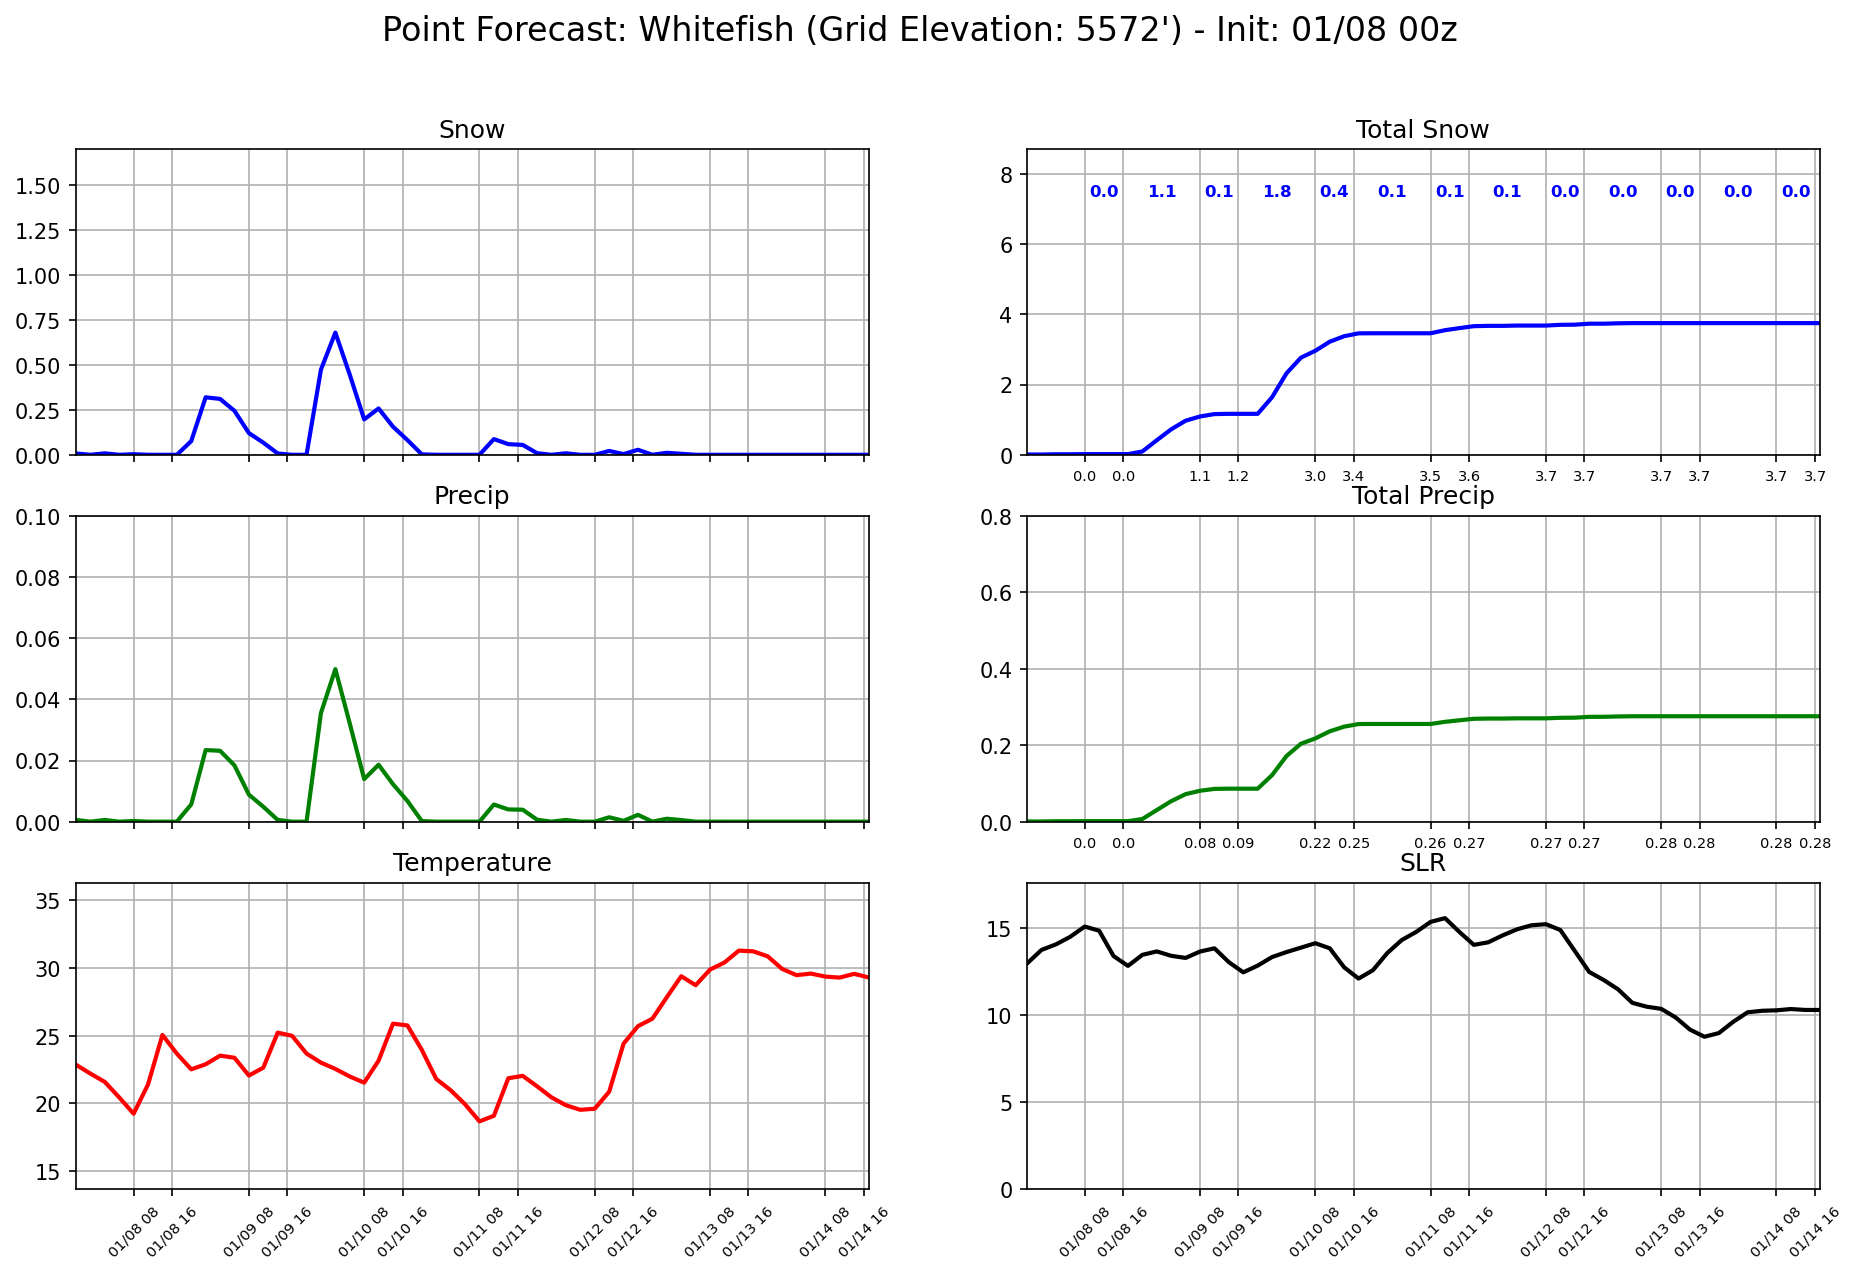 Point Forecast: Whitefish (Grid Elevation: 5572') - Init: 01/08 00z
Snow
1.50
1.25
1.00
0.75
0.50
0.25
0.00
Total Snow
8
6
4
2
0
0.0 1.1 0.1 1.8 0.4 0.1 0.1 0.1 0.0 0.0 0.0 0.0 0.0
0.0 0.0 1.1 1.2 3.0 3.4 3.5 3.6 3.7 3.7 3.7 3.7 3.7 3.7
Precip
0.10
0.08
0.06
0.04
0.02
0.00
Total Precip
0.8
0.6
0.4
0.2
0.0
0.0 0.0 0.08 0.09 0.22 0.25 0.26 0.27 0.27 0.27 0.28 0.28 0.28 0.28
Temperature
35
30
25
20
15
01/08 08 01/08 16 01/09 08 01/09 16 01/10 08 01/10 16 01/11 08 01/11 16 01/12 08 01/12 16 01/13 08 01/13 16 01/14 08 01/14 16
SLR
15
10
5
0
01/08 08 01/08 16 01/09 08 01/09 16 01/10 08 01/10 16 01/11 08 01/11 16 01/12 08 01/12 16 01/13 08 01/13 16 01/14 08 01/14 16